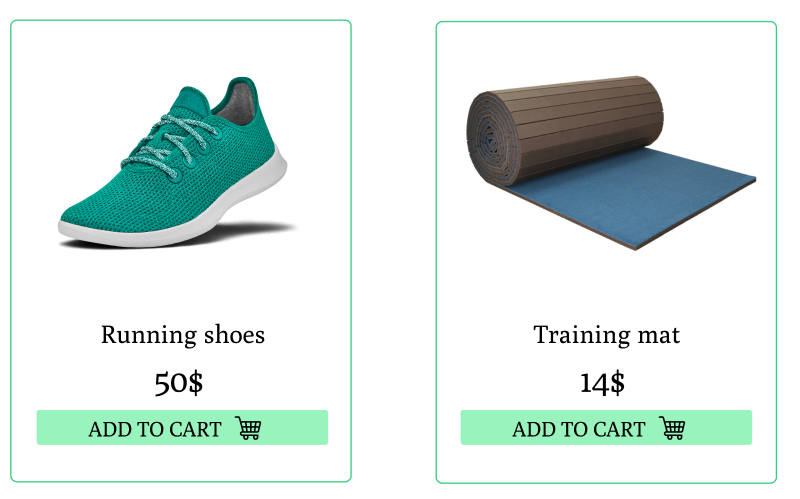 Running shoes
50$
ADD TO CART
Training mat
14$
ADD TO CART